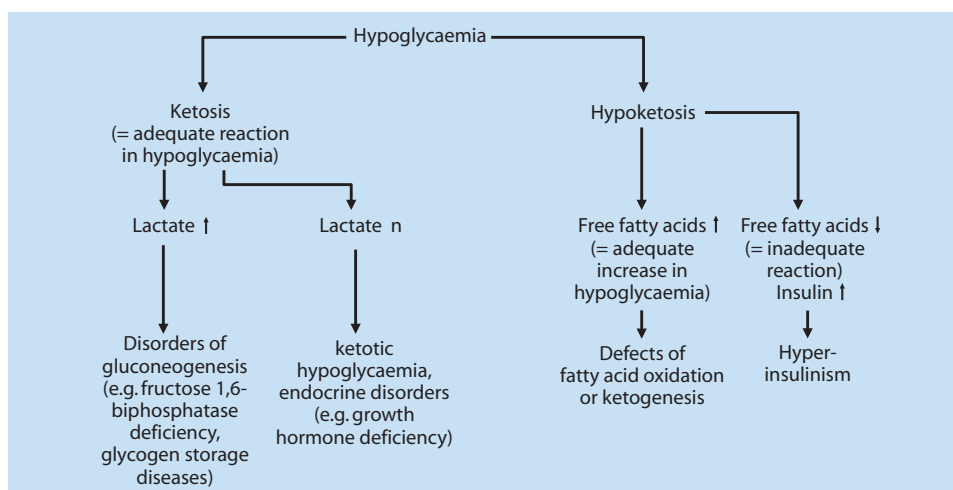 Hypoglycaemia
Ketosis
(= adequate reaction
in hypoglycaemia)
Hypoketosis
Lactate ↑
Lactate n
Free fatty acids ↑
(= adequate
increase in
hypoglycaemia)
Free fatty acids ↓
(= inadequate
reaction)
Insulin ↑
Disorders of
gluconeogenesis
(e.g. fructose 1,6-
biphosphatase
deficiency,
glycogen storage
diseases)
ketotic
hypoglycaemia,
endocrine disorders
(e.g. growth
hormone deficiency)
Defects of
fatty acid oxidation
or ketogenesis
Hyper-
insulinism